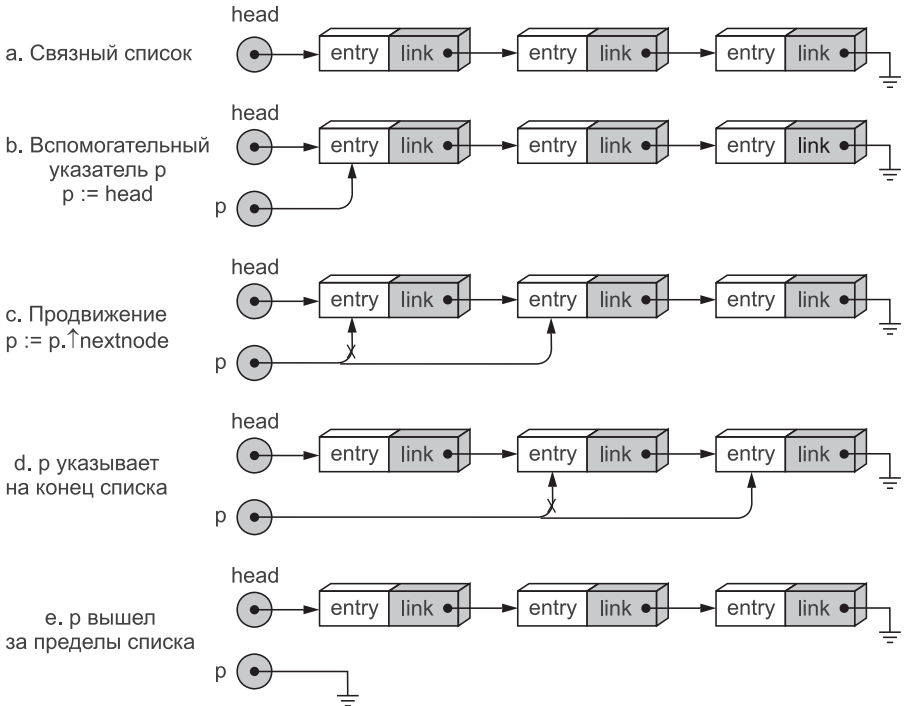 head
a. Связный список
entry link entry link entry link
head
b. Вспомогательный
указатель p
p := head
entry link entry link entry link
p
head
entry link entry link entry link
c. Продвижение
p := p.↑nextnode
p
head
entry link entry link entry link
d. p указывает
на конец списка
p
head
entry link entry link entry link
e. p вышел
за пределы списка
p